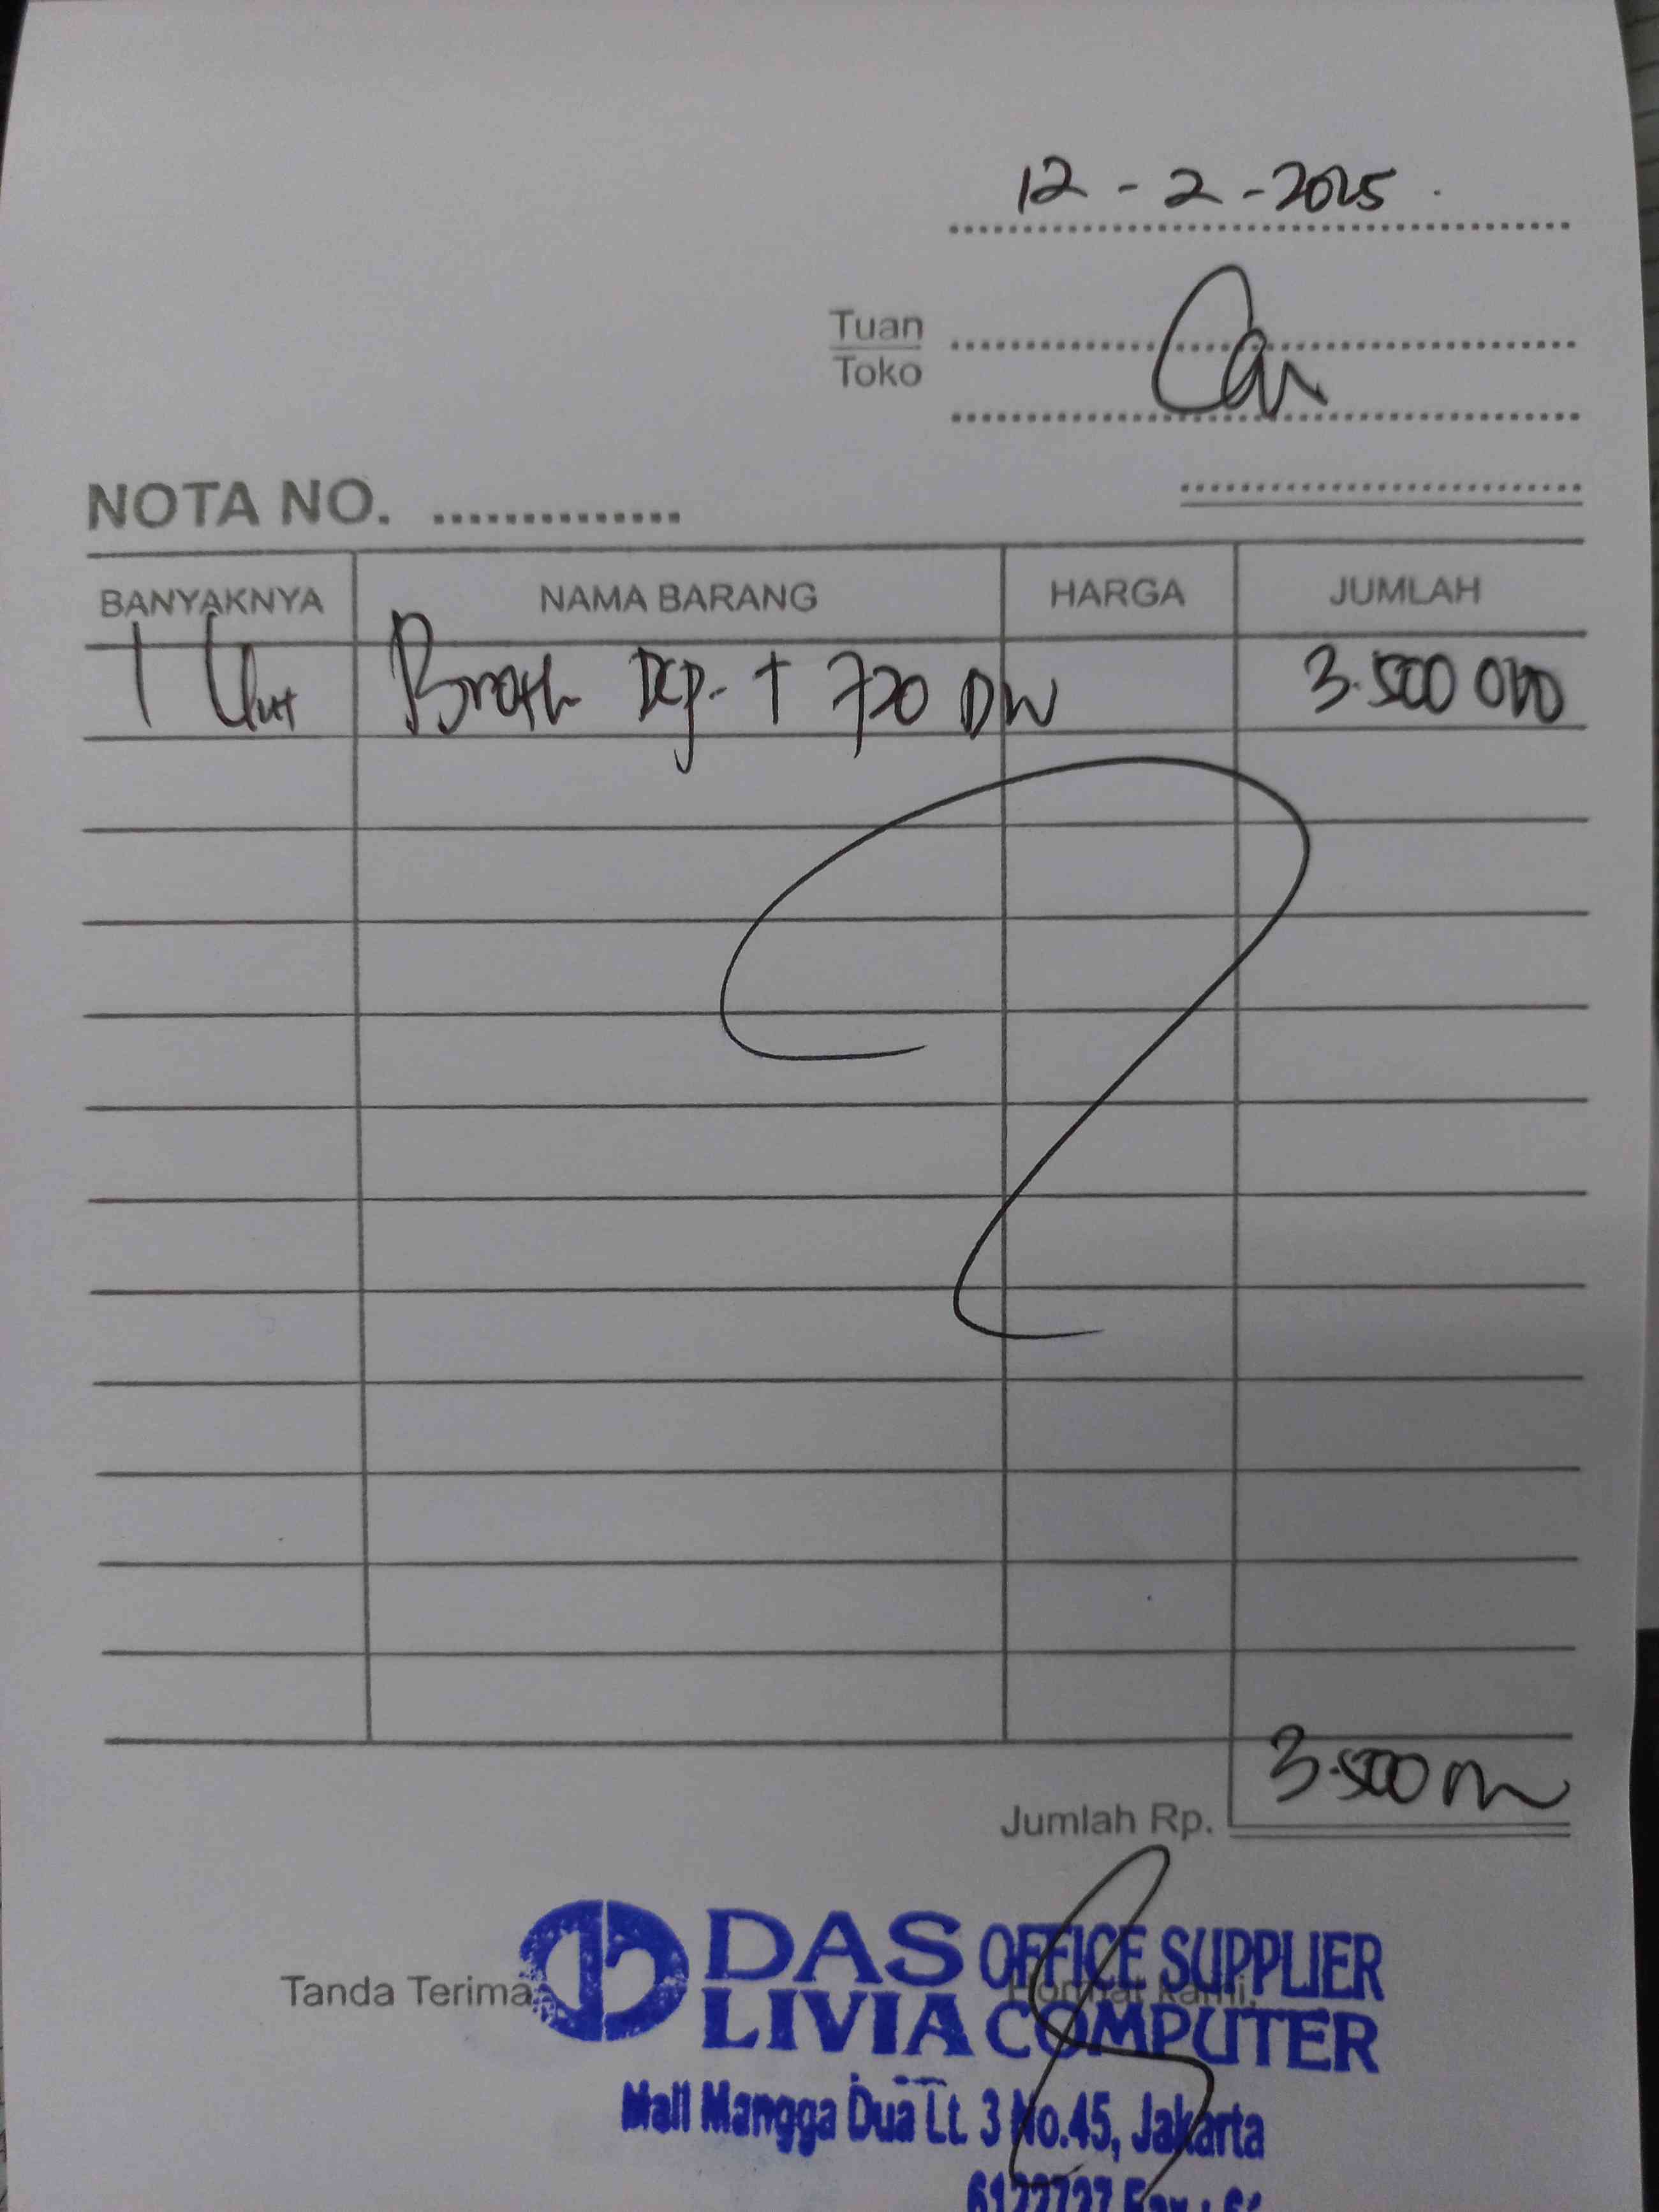 12 - 2 - 2025
Tuan
Toko
NOTA NO. ...............
BANYAKNYA NAMA BARANG HARGA JUMLAH
1 Unit Broth DCP - T 720 DW 3.500 000
3.500
Jumlah Rp.
DAS OFFICE SUPPLIER
Tanda Terima Hormat kami,
LIVIA COMPUTER
Mall Mangga Dua Lt. 3 No.45, Jakarta
6122727 Fax :